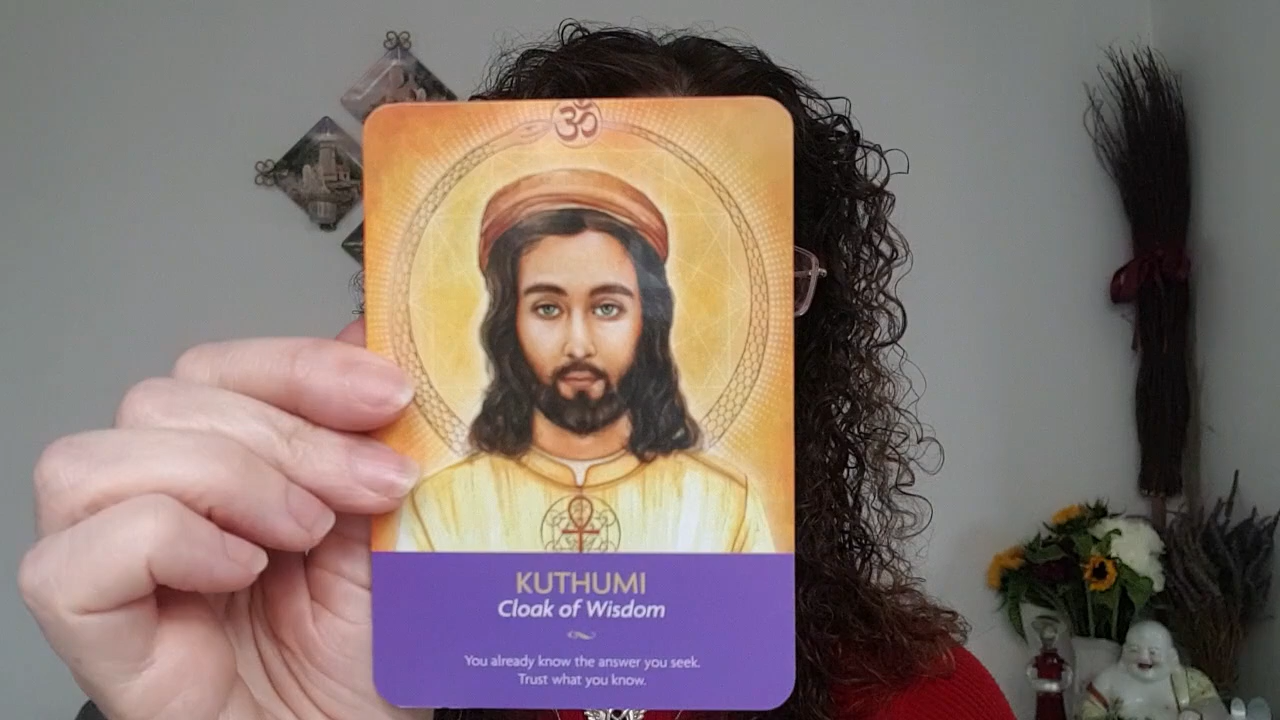 ॐ
KUTHUMI
Cloak of Wisdom
You already know the answer you seek.
Trust what you know.